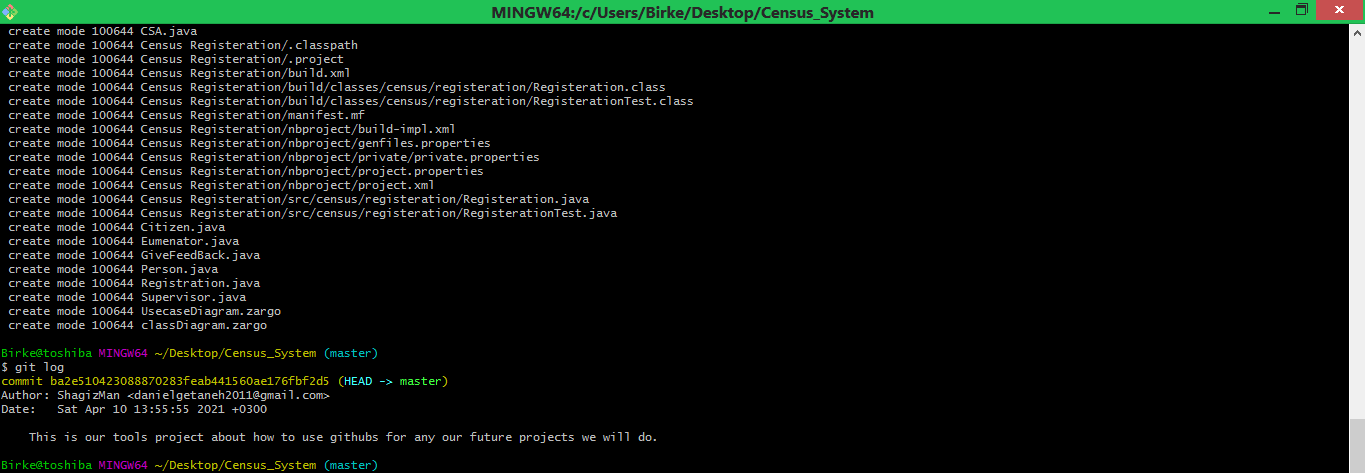 MINGW64:/c/Users/Birke/Desktop/Census_System
create mode 100644 CSA.java
create mode 100644 Census Registeration/.classpath
create mode 100644 Census Registeration/.project
create mode 100644 Census Registeration/build.xml
create mode 100644 Census Registeration/build/classes/census/registeration/Registeration.class
create mode 100644 Census Registeration/build/classes/census/registeration/RegisterationTest.class
create mode 100644 Census Registeration/manifest.mf
create mode 100644 Census Registeration/nbproject/build-impl.xml
create mode 100644 Census Registeration/nbproject/genfiles.properties
create mode 100644 Census Registeration/nbproject/private/private.properties
create mode 100644 Census Registeration/nbproject/project.properties
create mode 100644 Census Registeration/nbproject/project.xml
create mode 100644 Census Registeration/src/census/registeration/Registeration.java
create mode 100644 Census Registeration/src/census/registeration/RegisterationTest.java
create mode 100644 Citizen.java
create mode 100644 Eumenator.java
create mode 100644 GiveFeedBack.java
create mode 100644 Person.java
create mode 100644 Registration.java
create mode 100644 Supervisor.java
create mode 100644 UsecaseDiagram.zargo
create mode 100644 classDiagram.zargo
Birke@toshiba MINGW64 ~/Desktop/Census_System (master)
$ git log
commit ba2e510423088870283feab441560ae176fbf2d5 (HEAD -> master)
Author: ShagizMan <danielgetaneh2011@gmail.com>
Date:   Sat Apr 10 13:55:55 2021 +0300
This is our tools project about how to use githubs for any our future projects we will do.
Birke@toshiba MINGW64 ~/Desktop/Census_System (master)